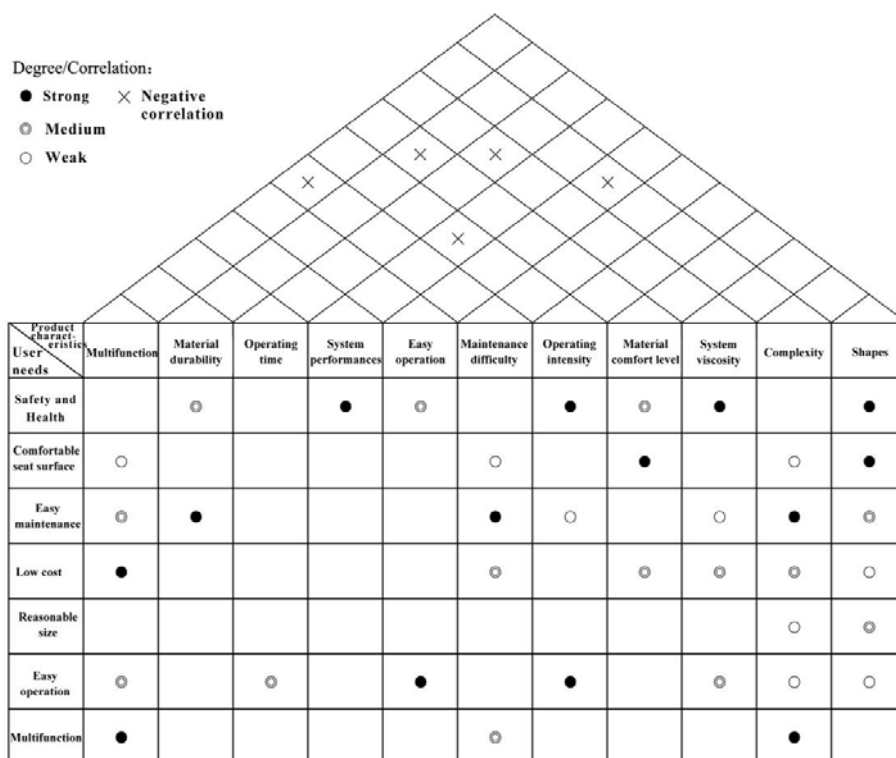 Degree/Correlation:
Strong
Negative
correlation
Medium
Weak
Product
charact-
eristics
User
needs
Multifunction
Material
durability
Operating
time
System
performances
Easy
operation
Maintenance
difficulty
Operating
intensity
Material
comfort level
System
viscosity
Complexity
Shapes
Safety and
Health
Comfortable
seat surface
Easy
maintenance
Low cost
Reasonable
size
Easy
operation
Multifunction